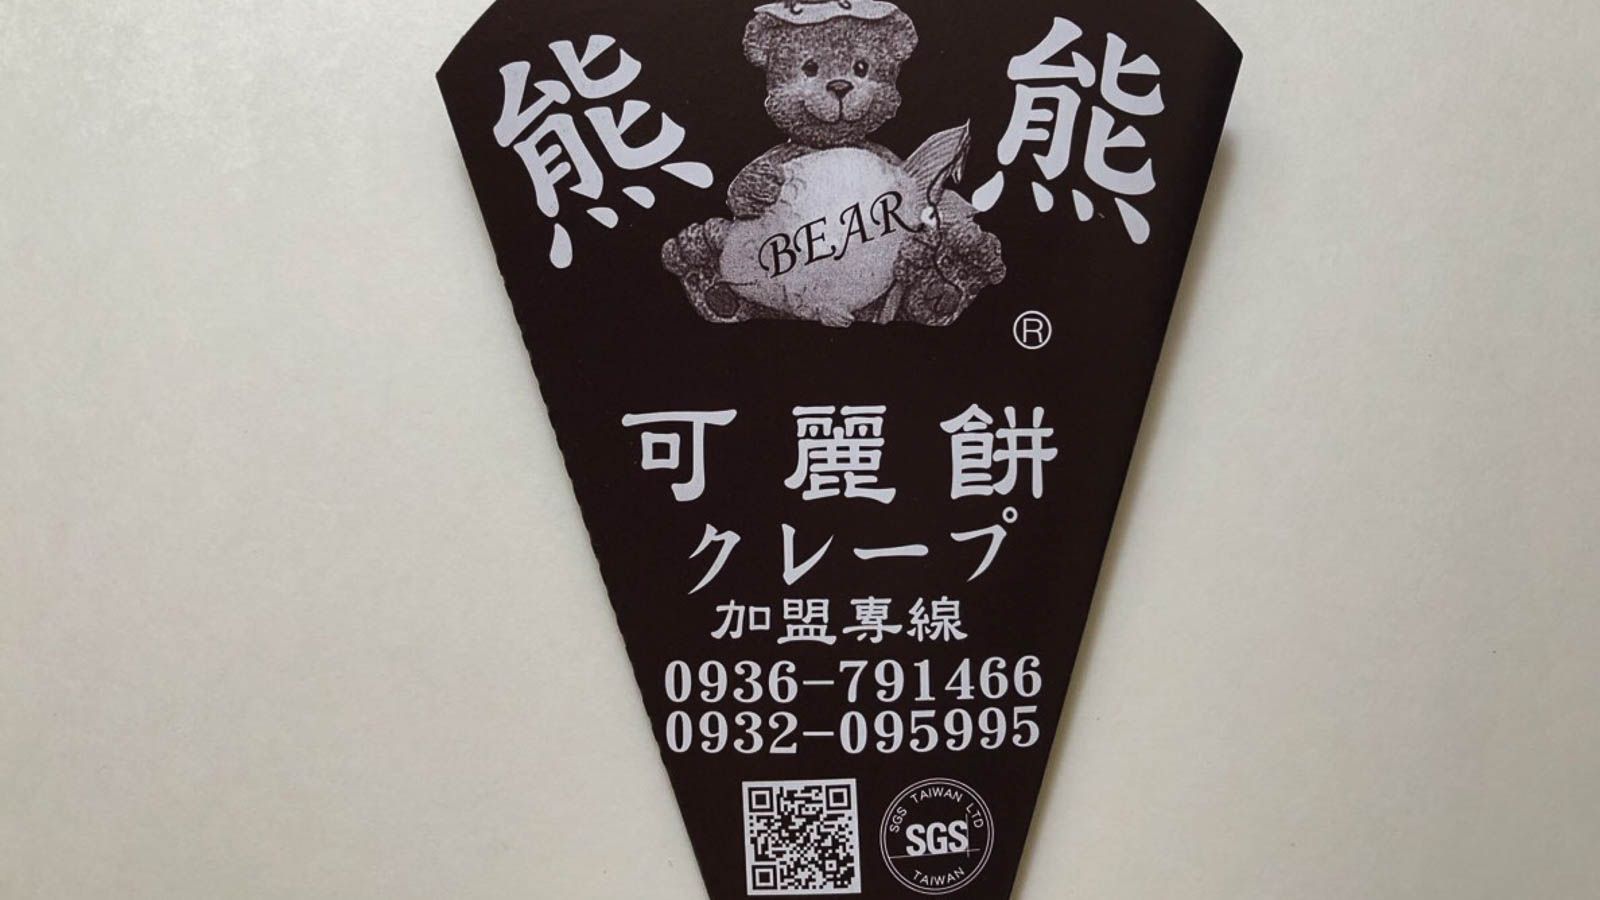 熊熊
BEAR
®
可麗餅
クレープ
加盟專線
0936-791466
0932-095995
SGS TAIWAN LTD
SGS
TAIWAN